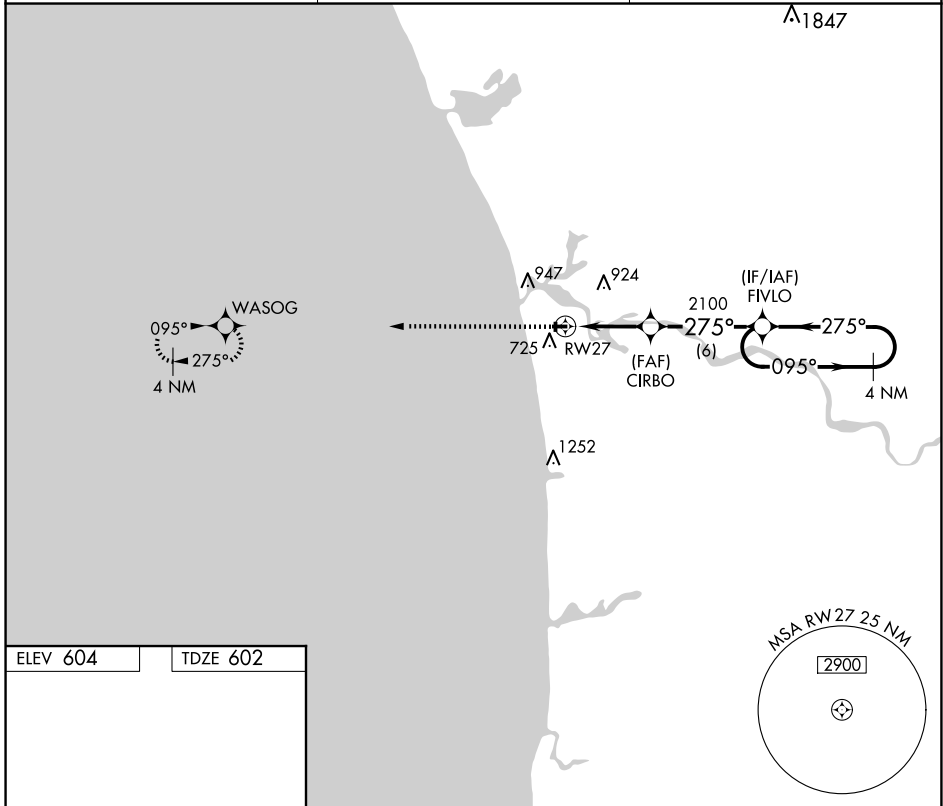 1847
947
924
(IF/IAF)
FIVLO
WASOG
2100
095°
275°
275°
275°
725
RW27
(6)
095°
(FAF)
CIRBO
4 NM
4 NM
1252
MSA RW27 25 NM
2900
ELEV 604
TDZE 602